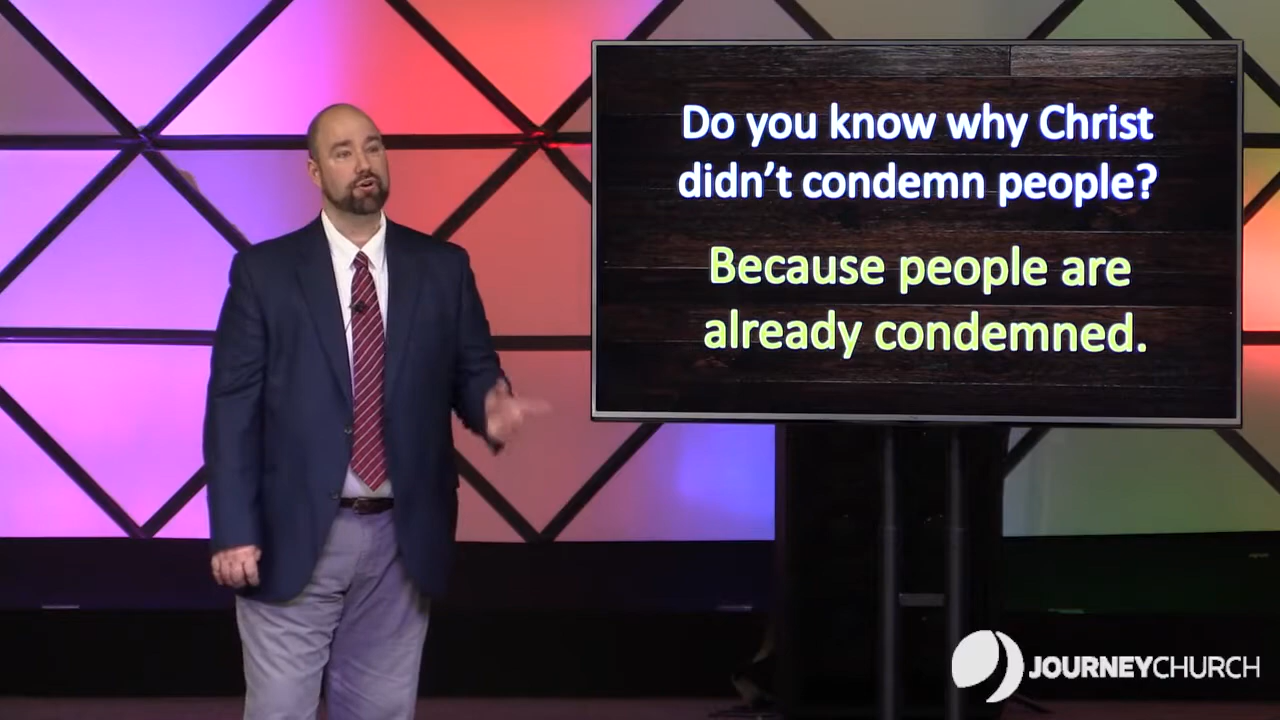 Do you know why Christ
didn't condemn people?
Because people are
already condemned.
JOURNEYCHURCH